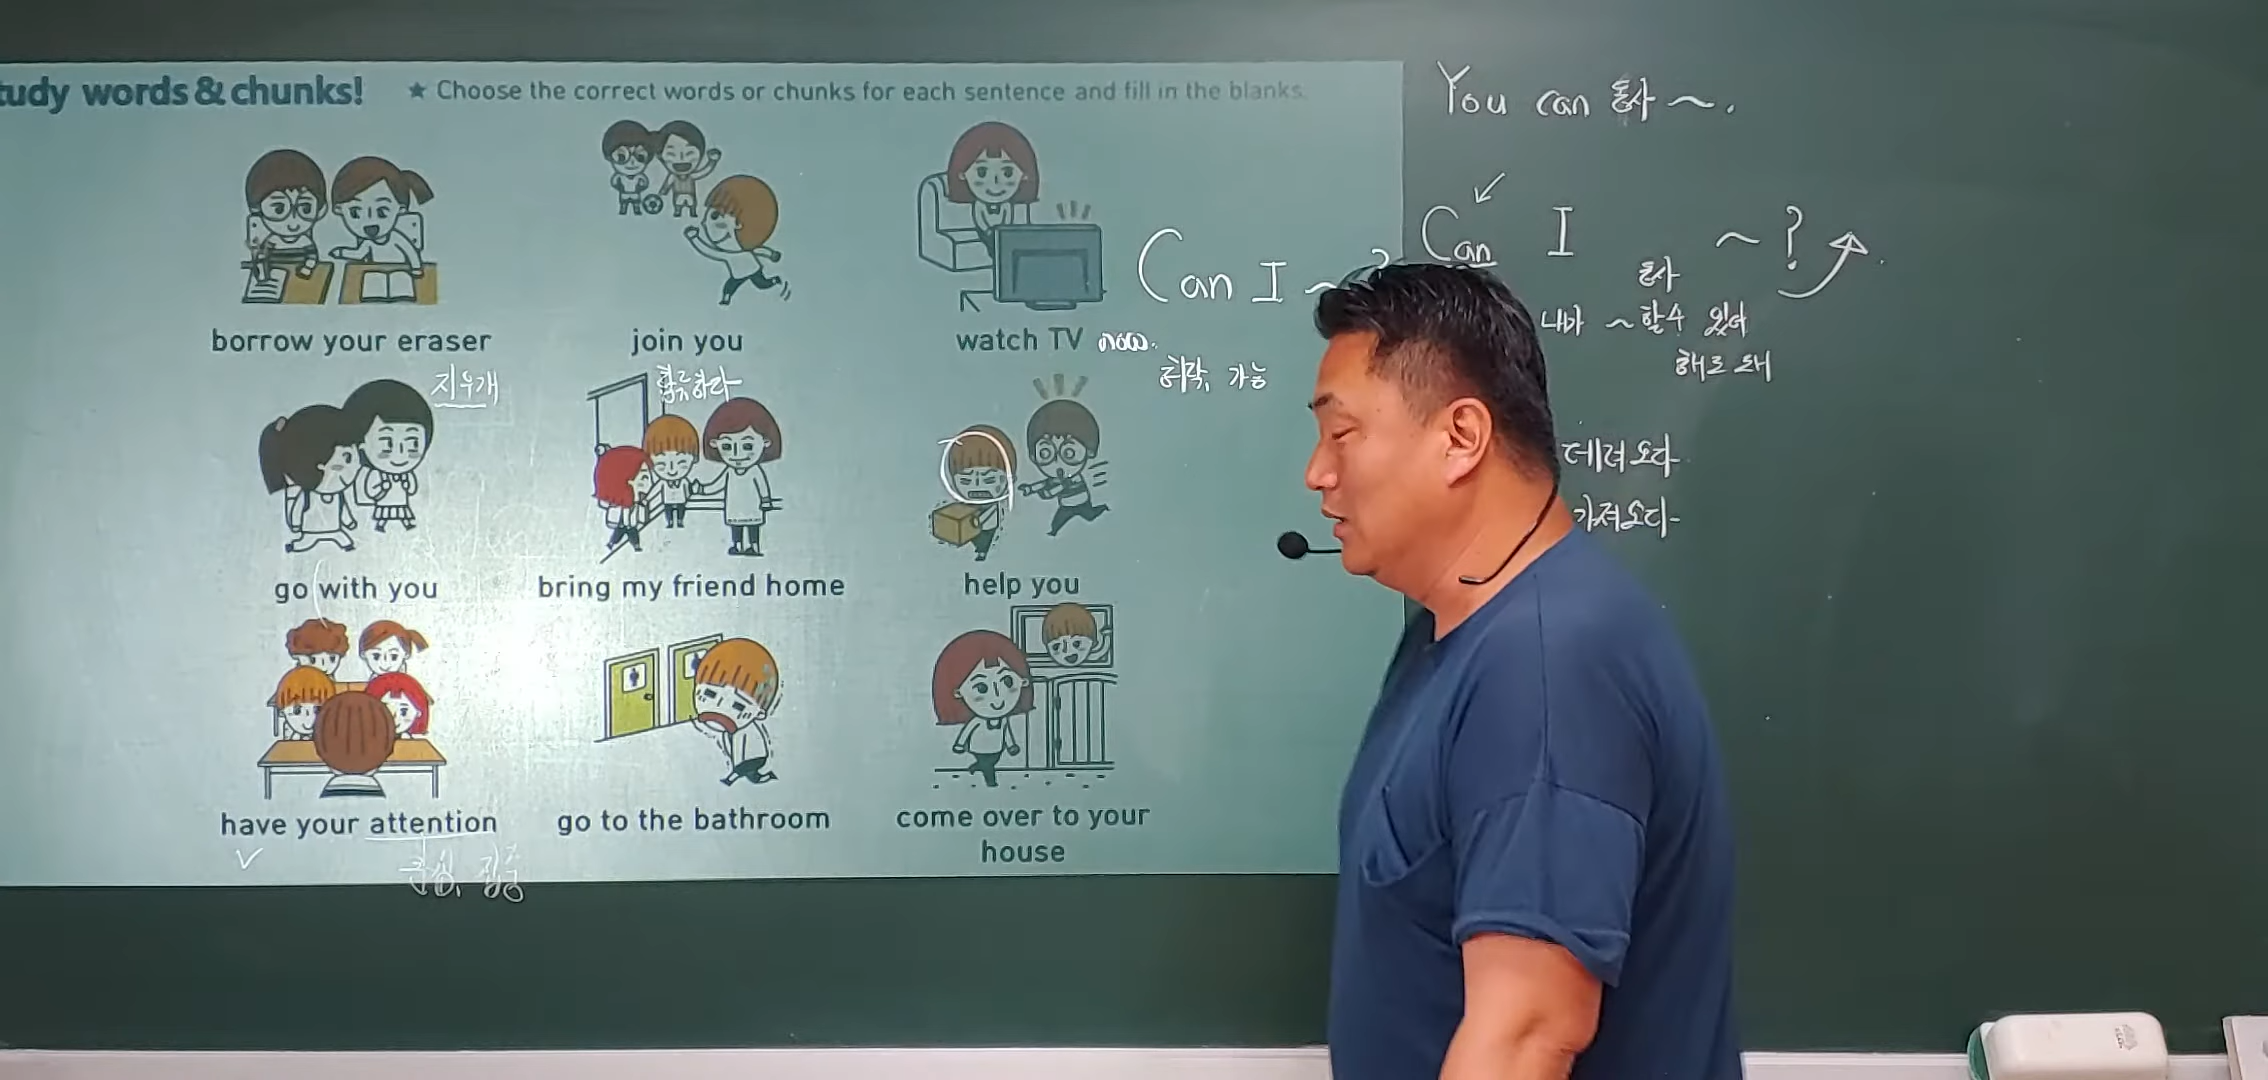 tudy words & chunks!
★ Choose the correct words or chunks for each sentence and fill in the blanks.
borrow your eraser
지우개
join you
합류하다
watch TV now.
Can I ~?
허락, 가능
go with you
bring my friend home
help you
have your attention
✓
관심, 집중
go to the bathroom
come over to your
house
You can 동사 ~.
Can I ~?
동사
내가 ~할 수 있어
해도 돼
데려오다
가져오다